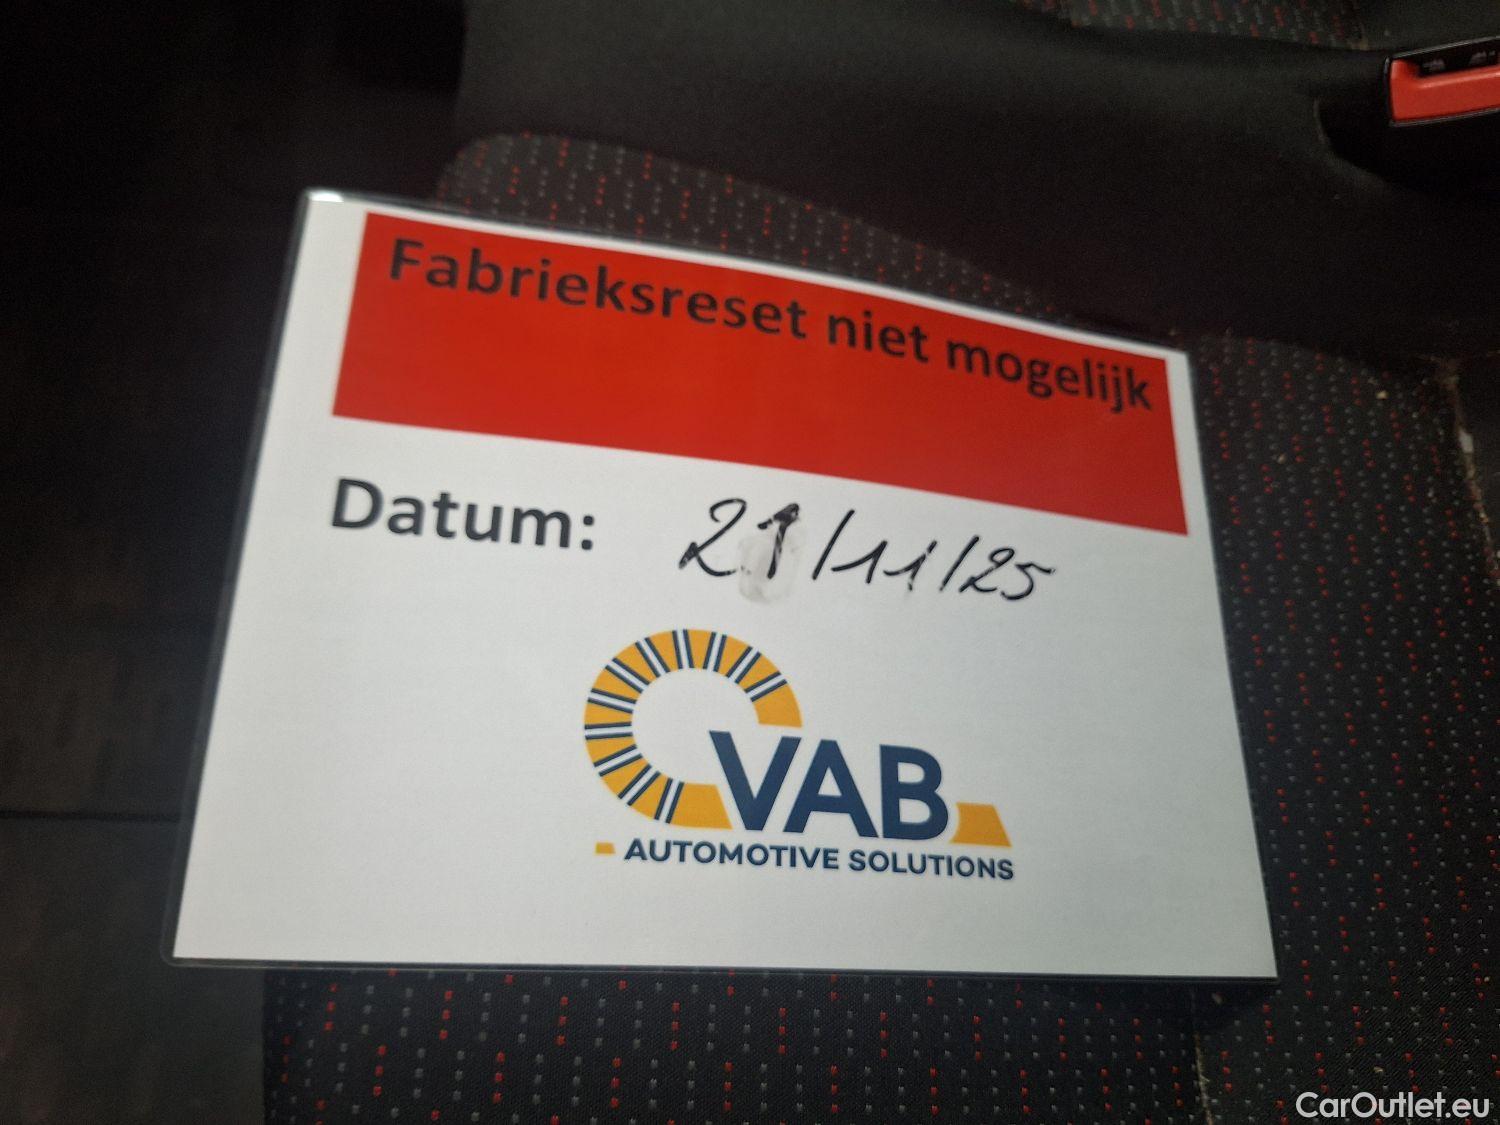 Fabrieksreset niet mogelijk
Datum: 21/11/25
VAB
AUTOMOTIVE SOLUTIONS
CarOutlet.eu